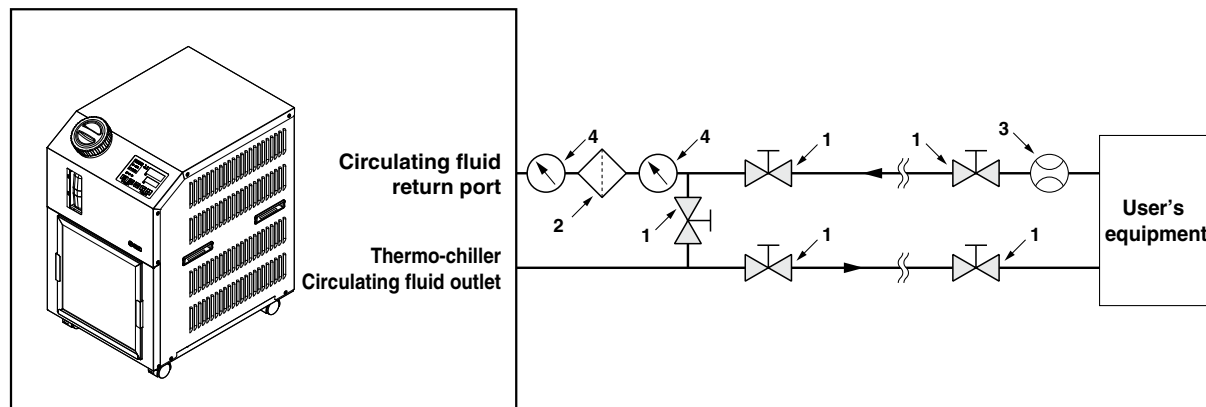 Circulating fluid
return port
Thermo-chiller
Circulating fluid outlet
4
4
1
1
3
2
1
1
1
User's
equipment